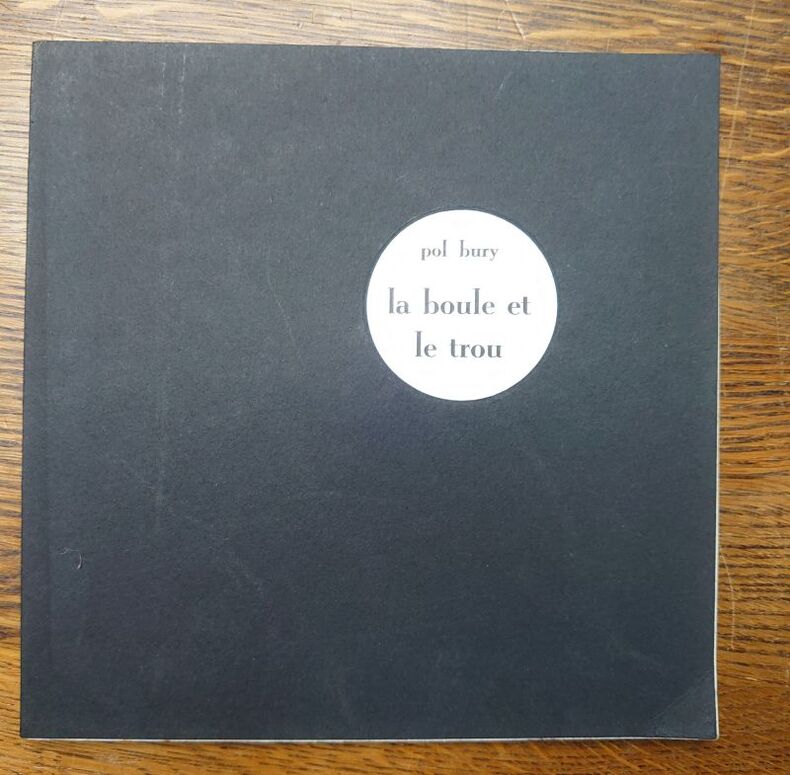 pol bury
la boule et
le trou